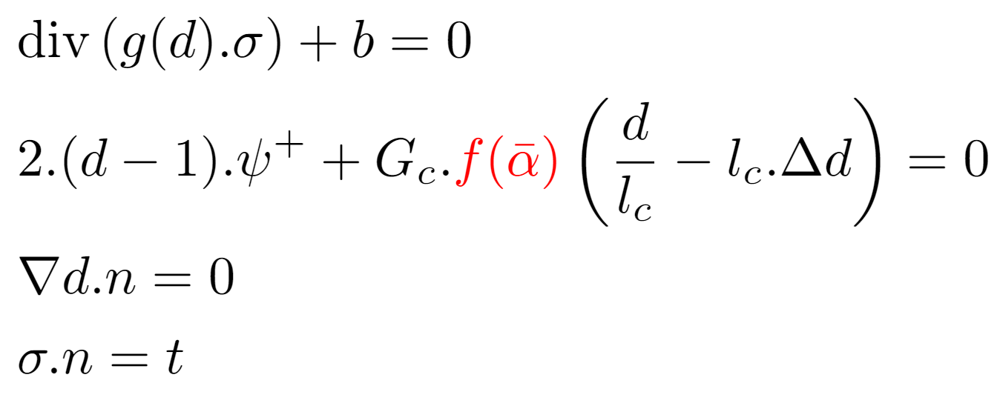 div (g(d).σ) + b = 0
2.(d − 1).ψ⁺ + G_c.f(ᾱ) (d/l_c − l_c.Δd) = 0
∇d.n = 0
σ.n = t